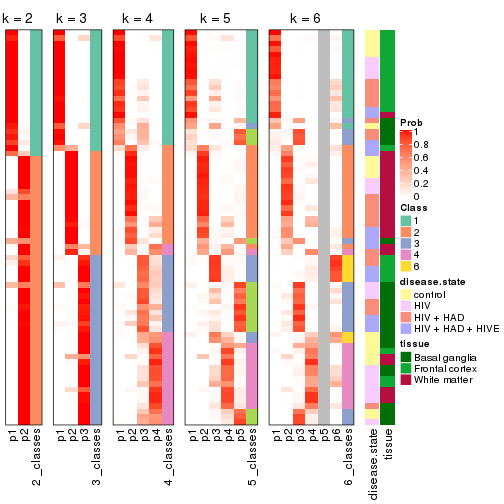 k = 2 k = 3 k = 4 k = 5 k = 6
Prob
1
0.8
0.6
0.4
0.2
0
Class
1
2
3
4
6
disease.state
control
HIV
HIV + HAD
HIV + HAD + HIVE
tissue
Basal ganglia
Frontal cortex
White matter
p1 p2 2_classes p1 p2 p3 3_classes p1 p2 p3 p4 4_classes p1 p2 p3 p4 p5 5_classes p1 p2 p3 p4 p5 p6 6_classes disease.state tissue